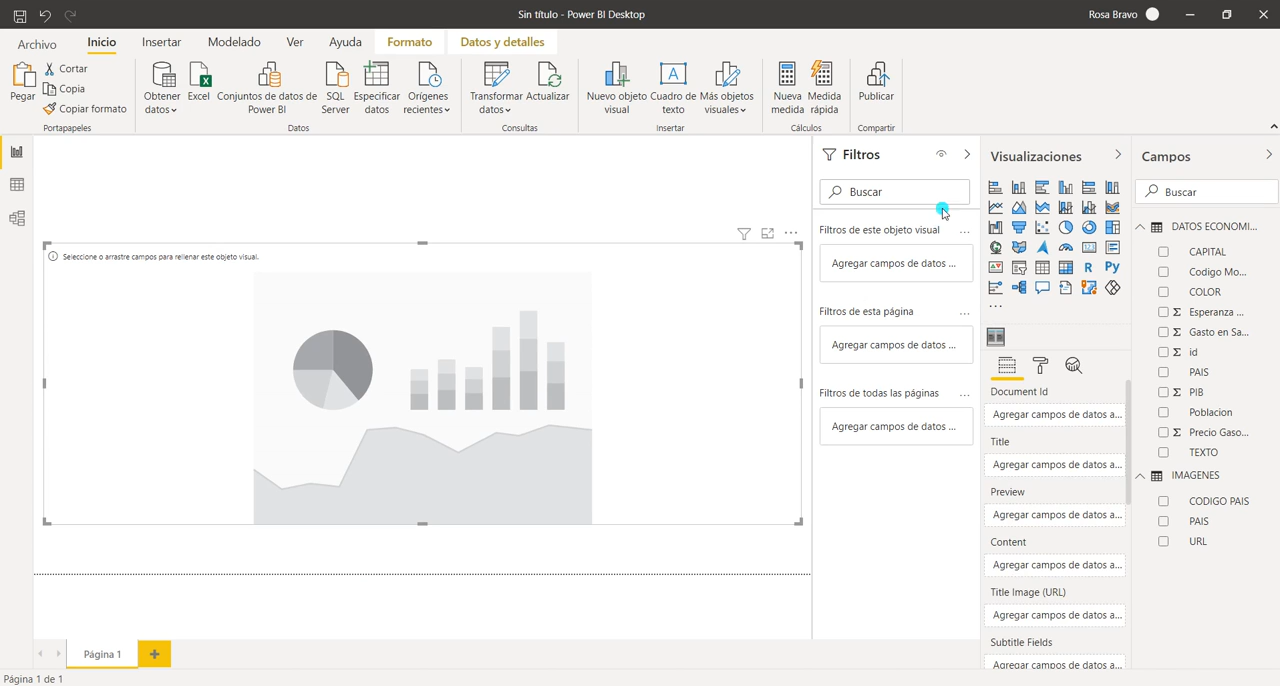 Sin título - Power BI Desktop
Rosa Bravo
Archivo
Inicio
Insertar
Modelado
Ver
Ayuda
Formato
Datos y detalles
Pegar
Cortar
Copia
Copiar formato
Portapapeles
Obtener datos
Excel
Conjuntos de datos de Power BI
SQL Server
Especificar datos
Orígenes recientes
Datos
Transformar datos
Actualizar
Consultas
Nuevo objeto visual
Cuadro de texto
Más objetos visuales
Insertar
Nueva medida
Medida rápida
Cálculos
Publicar
Compartir
Seleccione o arrastre campos para rellenar este objeto visual.
Filtros
Buscar
Filtros de este objeto visual
Agregar campos de datos ...
Filtros de esta página
Agregar campos de datos ...
Filtros de todas las páginas
Agregar campos de datos ...
Visualizaciones
R
Py
Document Id
Agregar campos de datos a...
Title
Agregar campos de datos a...
Preview
Agregar campos de datos a...
Content
Agregar campos de datos a...
Title Image (URL)
Agregar campos de datos a...
Subtitle Fields
Agregar campos de datos a...
Campos
Buscar
DATOS ECONOMI...
CAPITAL
Codigo Mo...
COLOR
Esperanza ...
Gasto en Sa...
id
PAIS
PIB
Poblacion
Precio Gaso...
TEXTO
IMAGENES
CODIGO PAIS
PAIS
URL
Página 1
Página 1 de 1